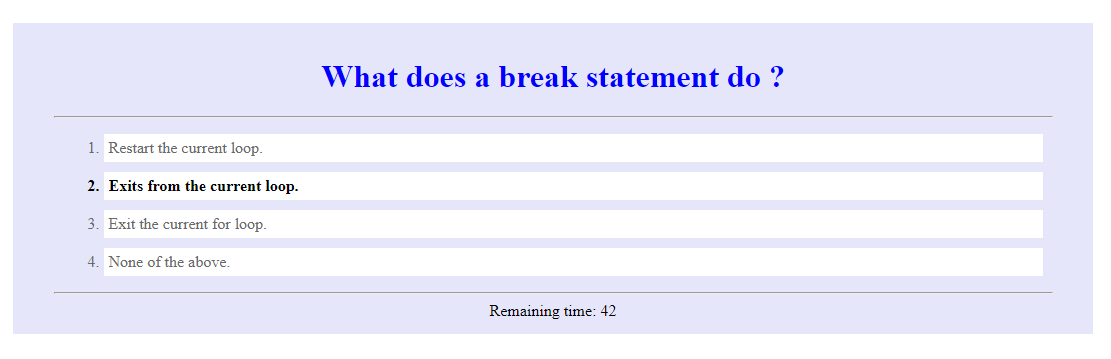 What does a break statement do ?
1. Restart the current loop.
2. Exits from the current loop.
3. Exit the current for loop.
4. None of the above.
Remaining time: 42